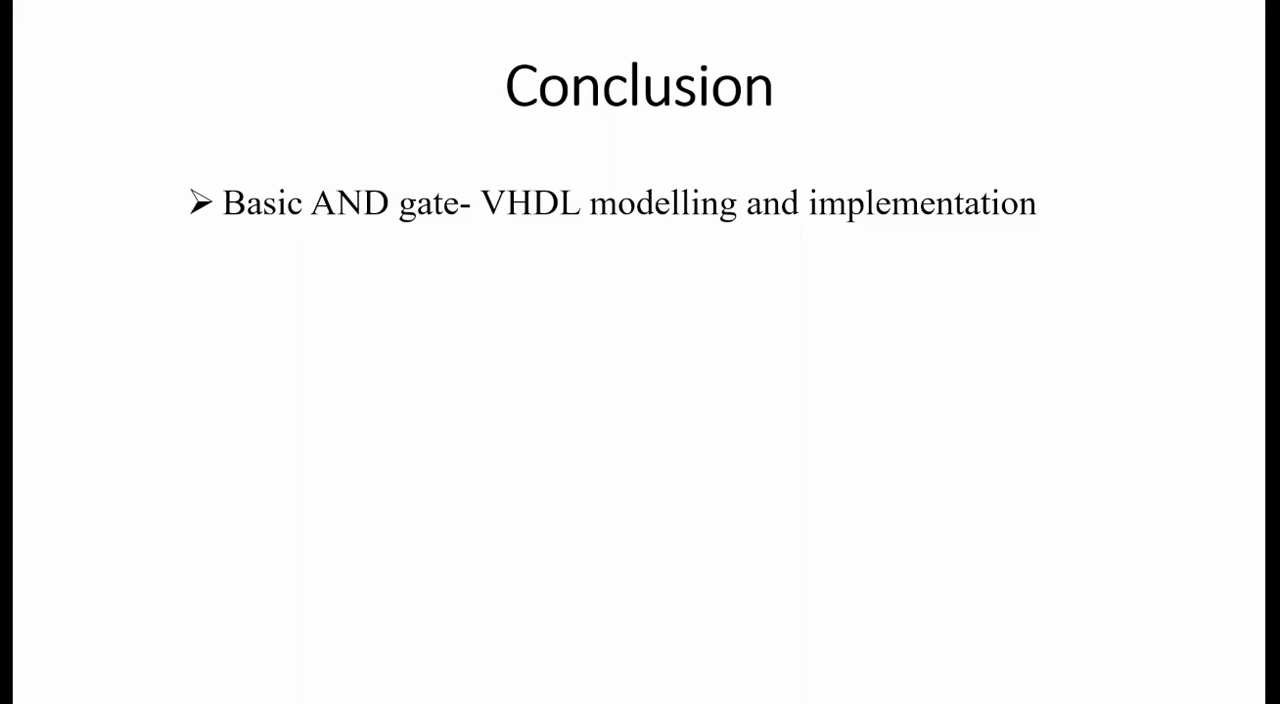 Conclusion
➢ Basic AND gate- VHDL modelling and implementation